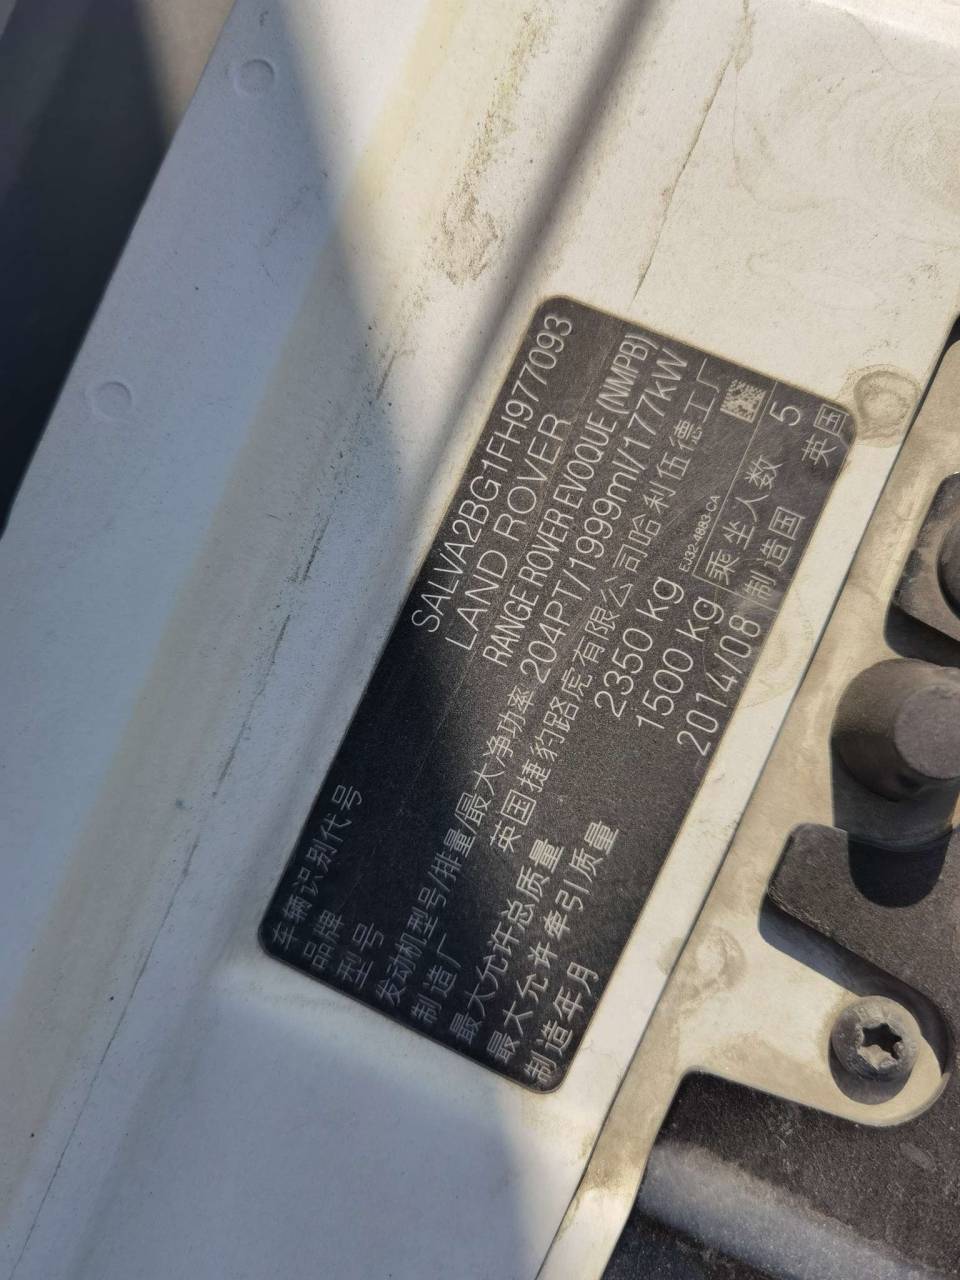 车辆识别代号 SALVA2BG1FH977093
品牌 LAND ROVER
型号 RANGE ROVER EVOQUE (NMPB)
发动机型号/排量/最大净功率 204PT/1999ml/177kW
制造厂 英国捷豹路虎有限公司哈利伍德工厂
EJ32-4883-CA
最大允许总质量 2350 kg
最大允许牵引质量 1500 kg 乘坐人数 5
制造年月 2014/08 制造国 英国